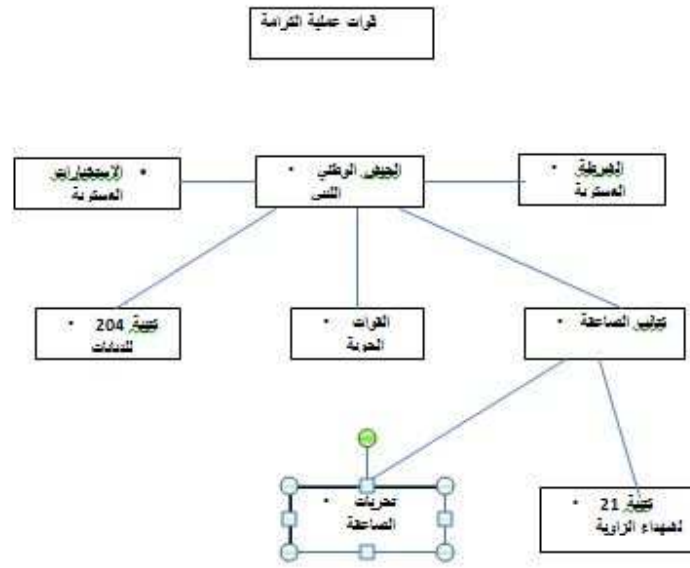 قوات عملية الكرامة
• الشرطة
العسكرية
• الجيش الوطني
الليبي
• الاستخبارات
العسكرية
• كتائب الصاعقة
• القوات
الجوية
• كتيبة 204
للدبابات
• كتيبة 21
لشهداء الزاوية
• تحريات
الصاعقة